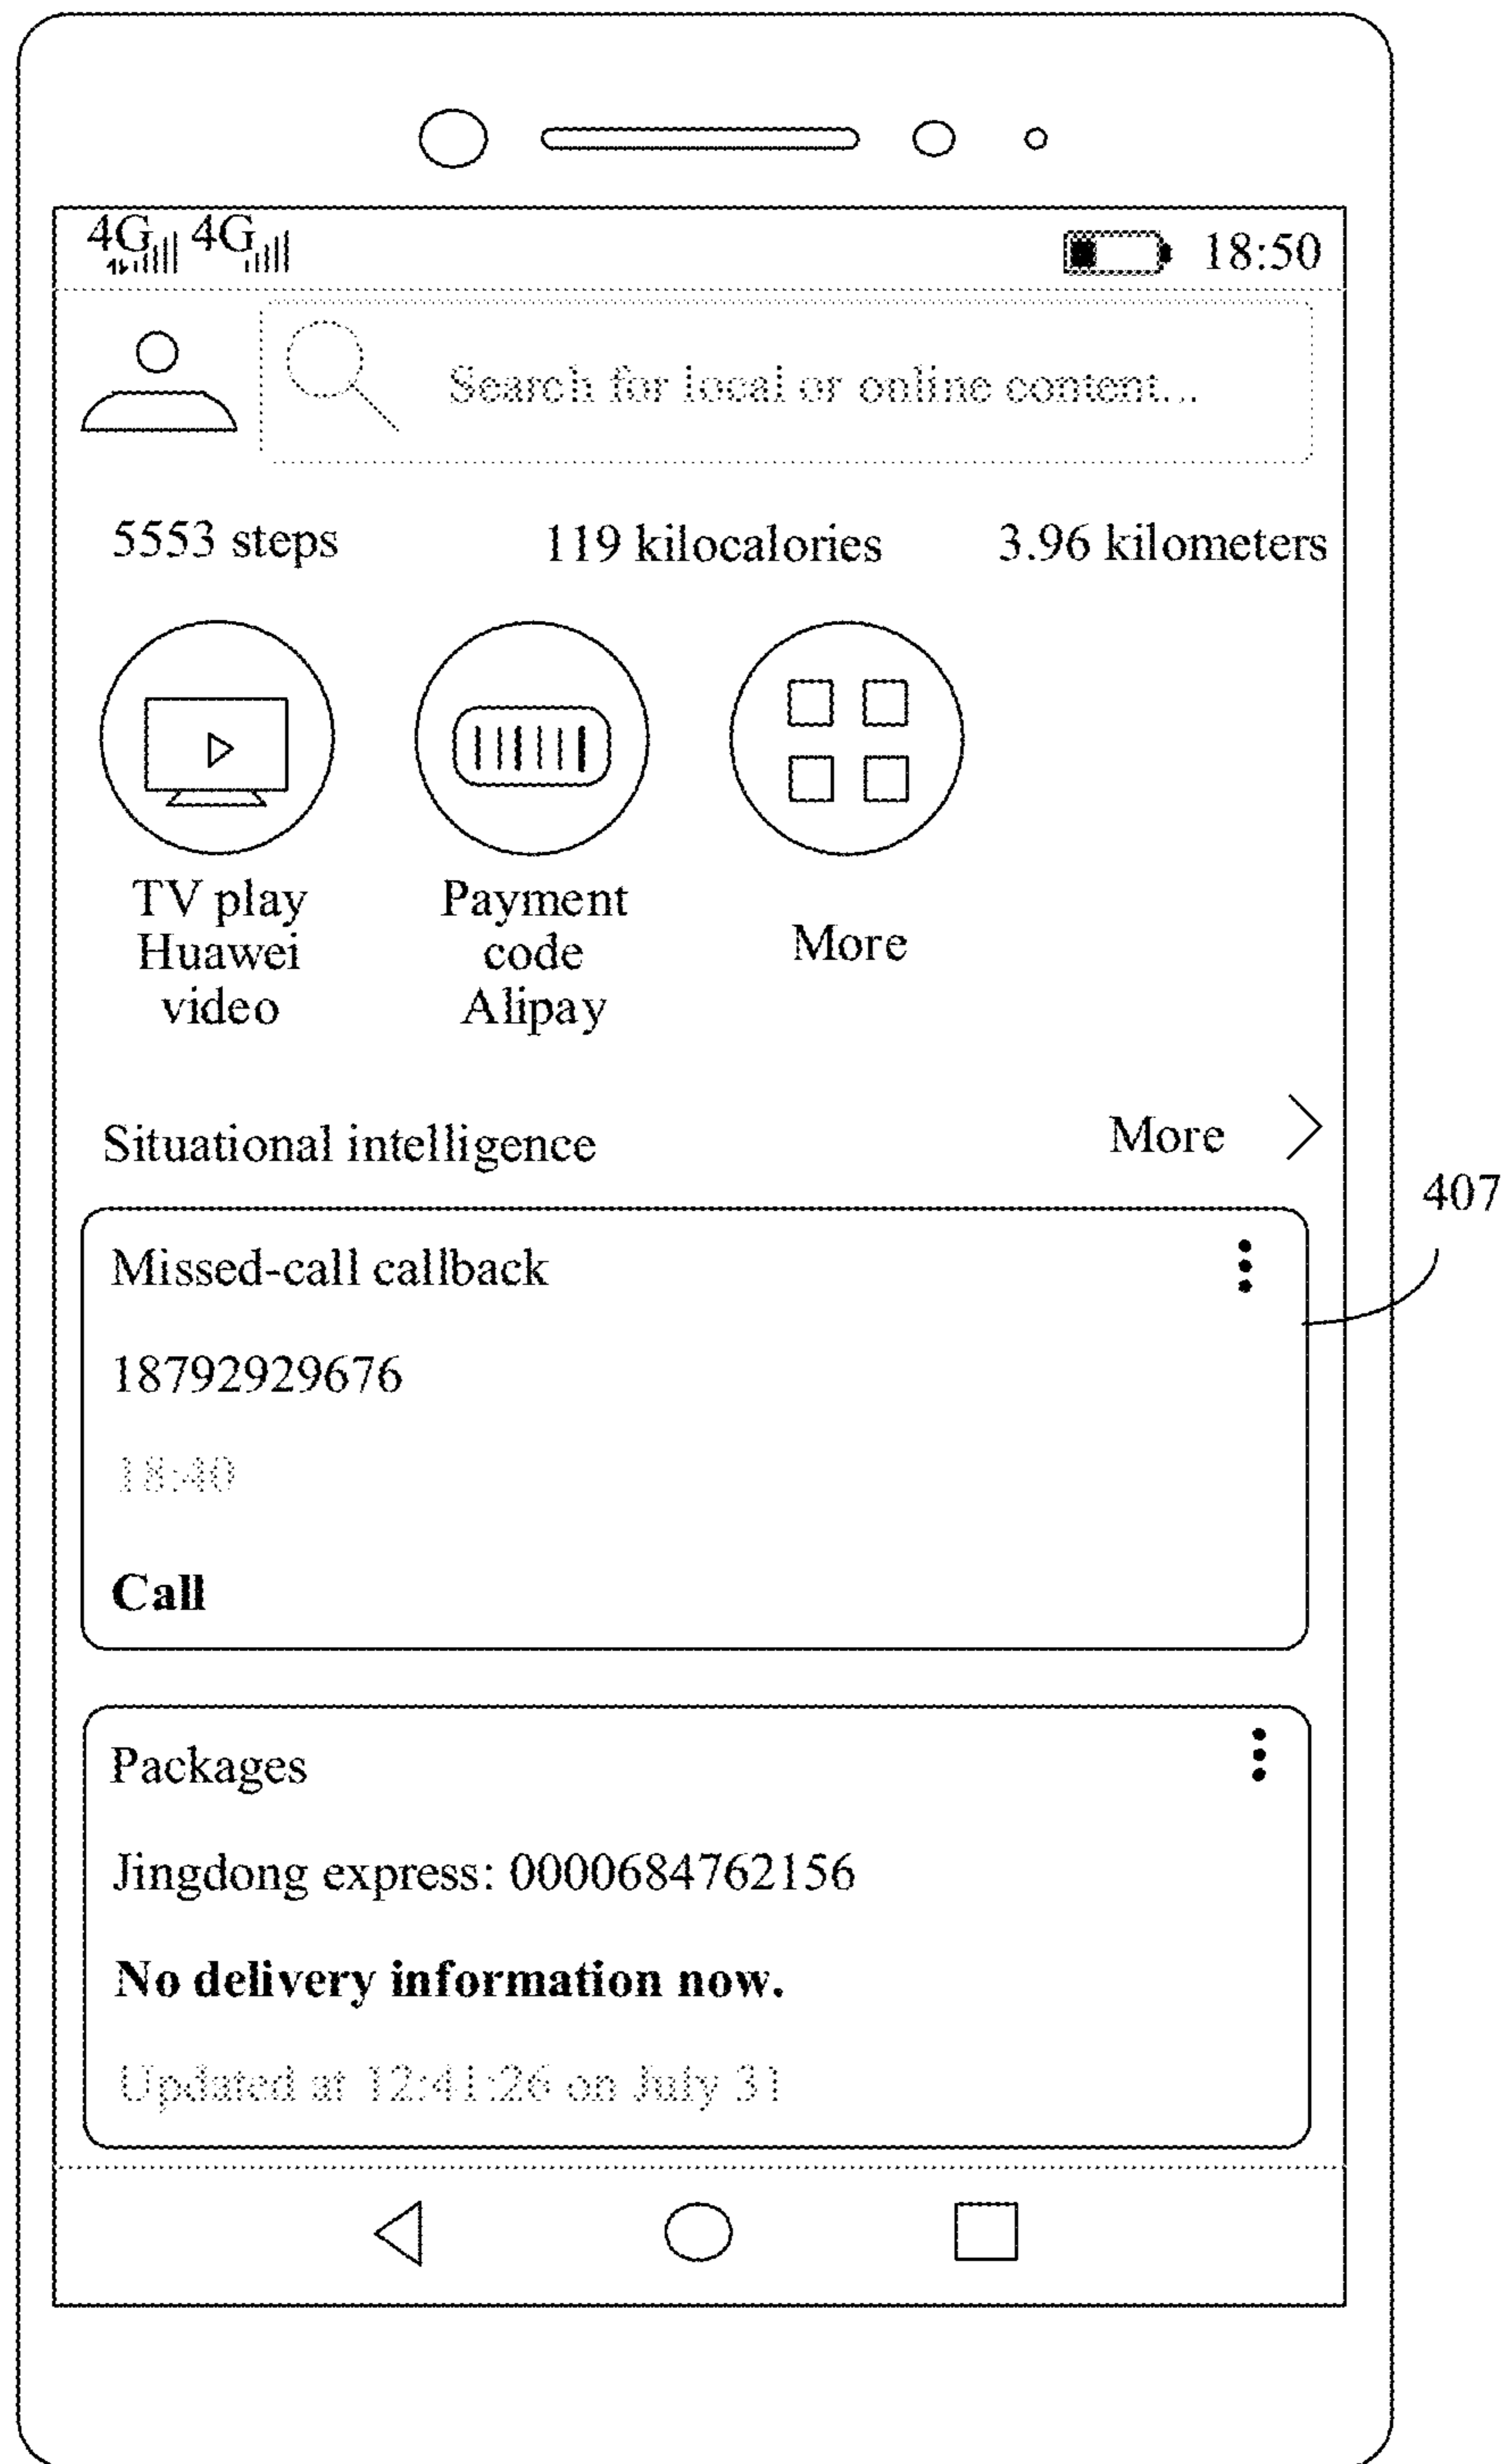 4G 4G 18:50
Search for local or online content...
5553 steps 119 kilocalories 3.96 kilometers
TV play
Huawei
video
Payment
code
Alipay
More
Situational intelligence More
407
Missed-call callback
18792929676
18:40
Call
Packages
Jingdong express: 0000684762156
No delivery information now.
Updated at 12:41:26 on July 31